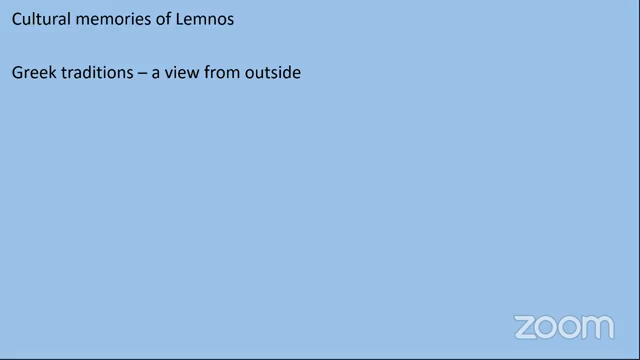 Cultural memories of Lemnos
Greek traditions – a view from outside
zoom